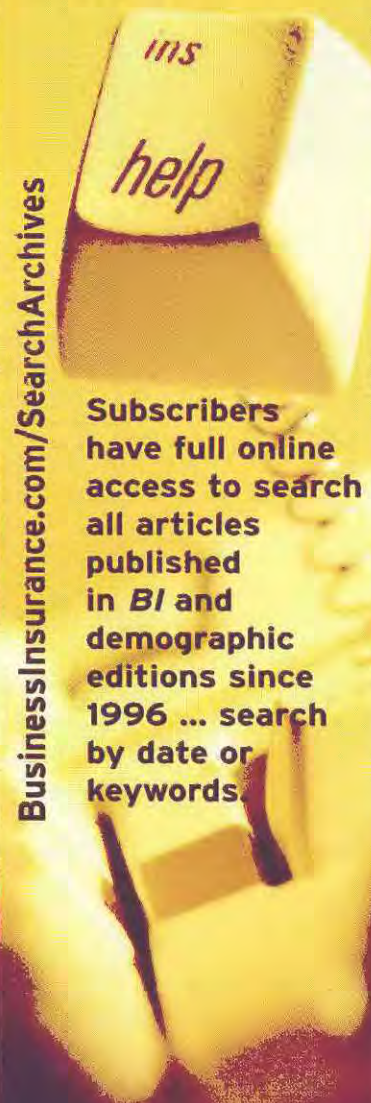 ins
help
BusinessInsurance.com/SearchArchives
Subscribers
have full online
access to search
all articles
published
in BI and
demographic
editions since
1996 ... search
by date or
keywords.